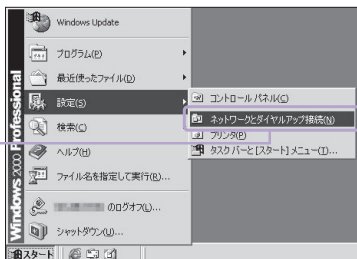 Windows Update
プログラム(P)
最近使ったファイル(D)
設定(S)
検索(C)
ヘルプ(H)
ファイル名を指定して実行(R)...
のログオフ(L)...
シャットダウン(U)...
コントロール パネル(C)
ネットワークとダイヤルアップ接続(N)
プリンタ(P)
タスク バーと [スタート] メニュー(T)...
Windows 2000 Professional
スタート